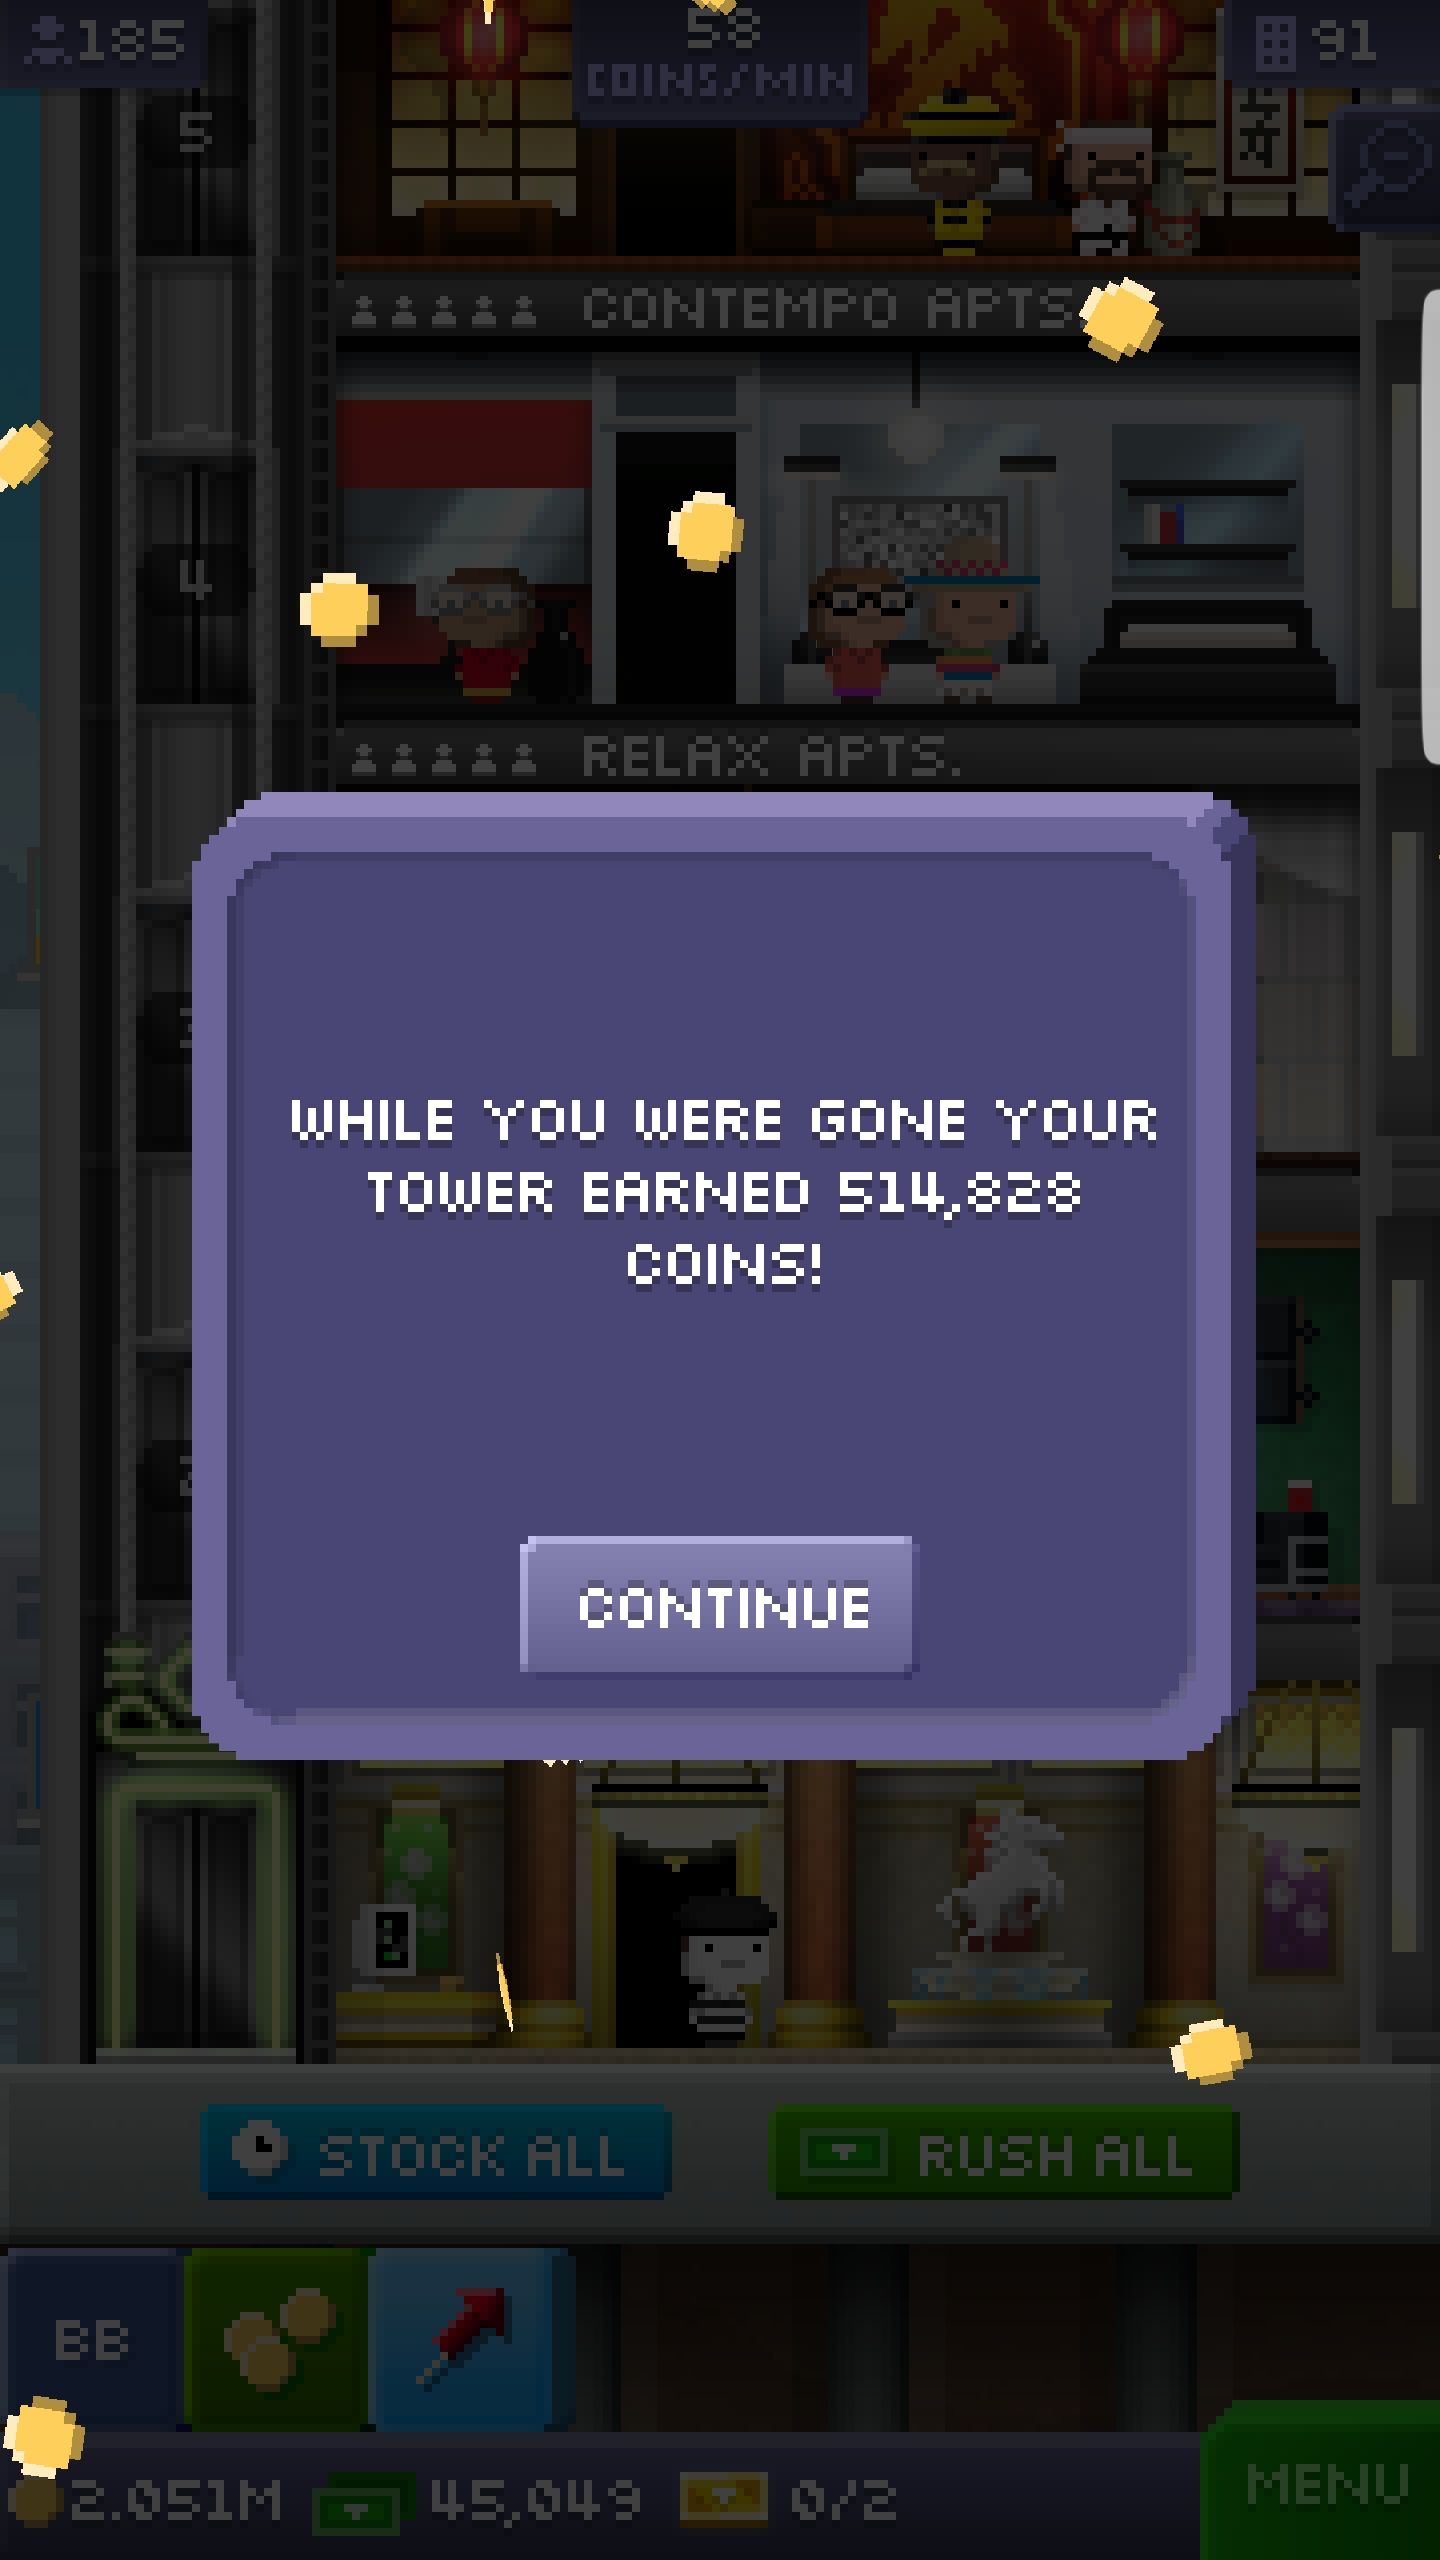 185
58
COINS/MIN
91
5
CONTEMPO APTS.
4
RELAX APTS.
WHILE YOU WERE GONE YOUR
TOWER EARNED 514,828
COINS!
CONTINUE
STOCK ALL
RUSH ALL
BB
2.051M
45,049
0/2
MENU